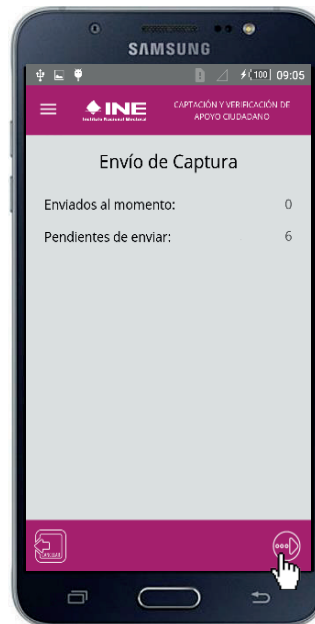 SAMSUNG
100 09:05
INE
Instituto Nacional Electoral
CAPTACIÓN Y VERIFICACIÓN DE
APOYO CIUDADANO
Envío de Captura
Enviados al momento: 0
Pendientes de enviar: 6